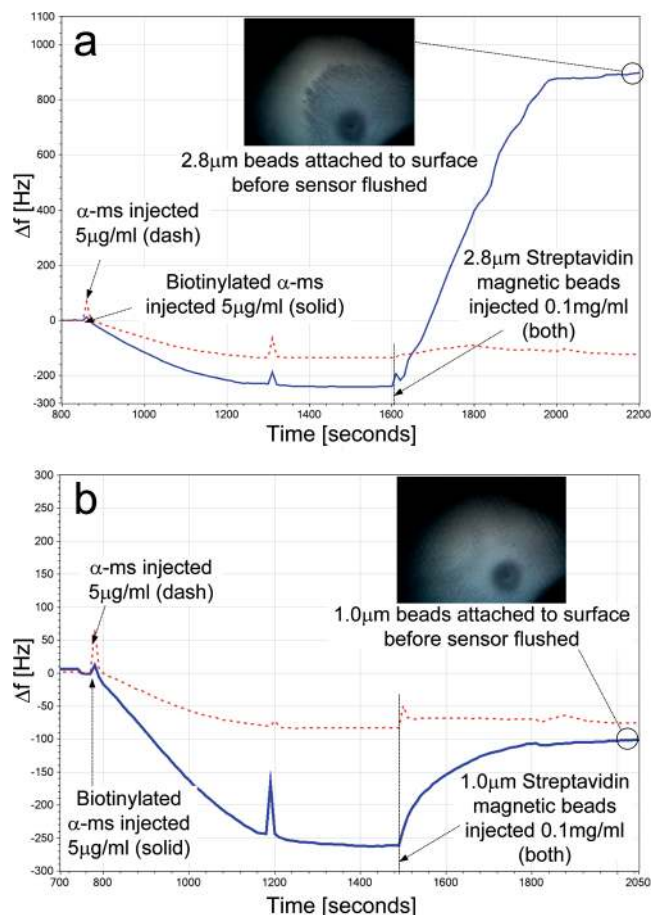 a
1100
1000
800
600
400
200
0
-200
-300
Δf [Hz]
2.8μm beads attached to surface
before sensor flushed
α-ms injected
5μg/ml (dash)
Biotinylated α-ms
injected 5μg/ml (solid)
2.8μm Streptavidin
magnetic beads
injected 0.1mg/ml
(both)
800 1000 1200 1400 1600 1800 2000 2200
Time [seconds]
b
300
250
200
150
100
50
0
-50
-100
-150
-200
-250
-300
Δf [Hz]
α-ms injected
5μg/ml (dash)
1.0μm beads attached to surface
before sensor flushed
Biotinylated
α-ms injected
5μg/ml (solid)
1.0μm Streptavidin
magnetic beads
injected 0.1mg/ml
(both)
700 800 1000 1200 1400 1600 1800 2050
Time [seconds]